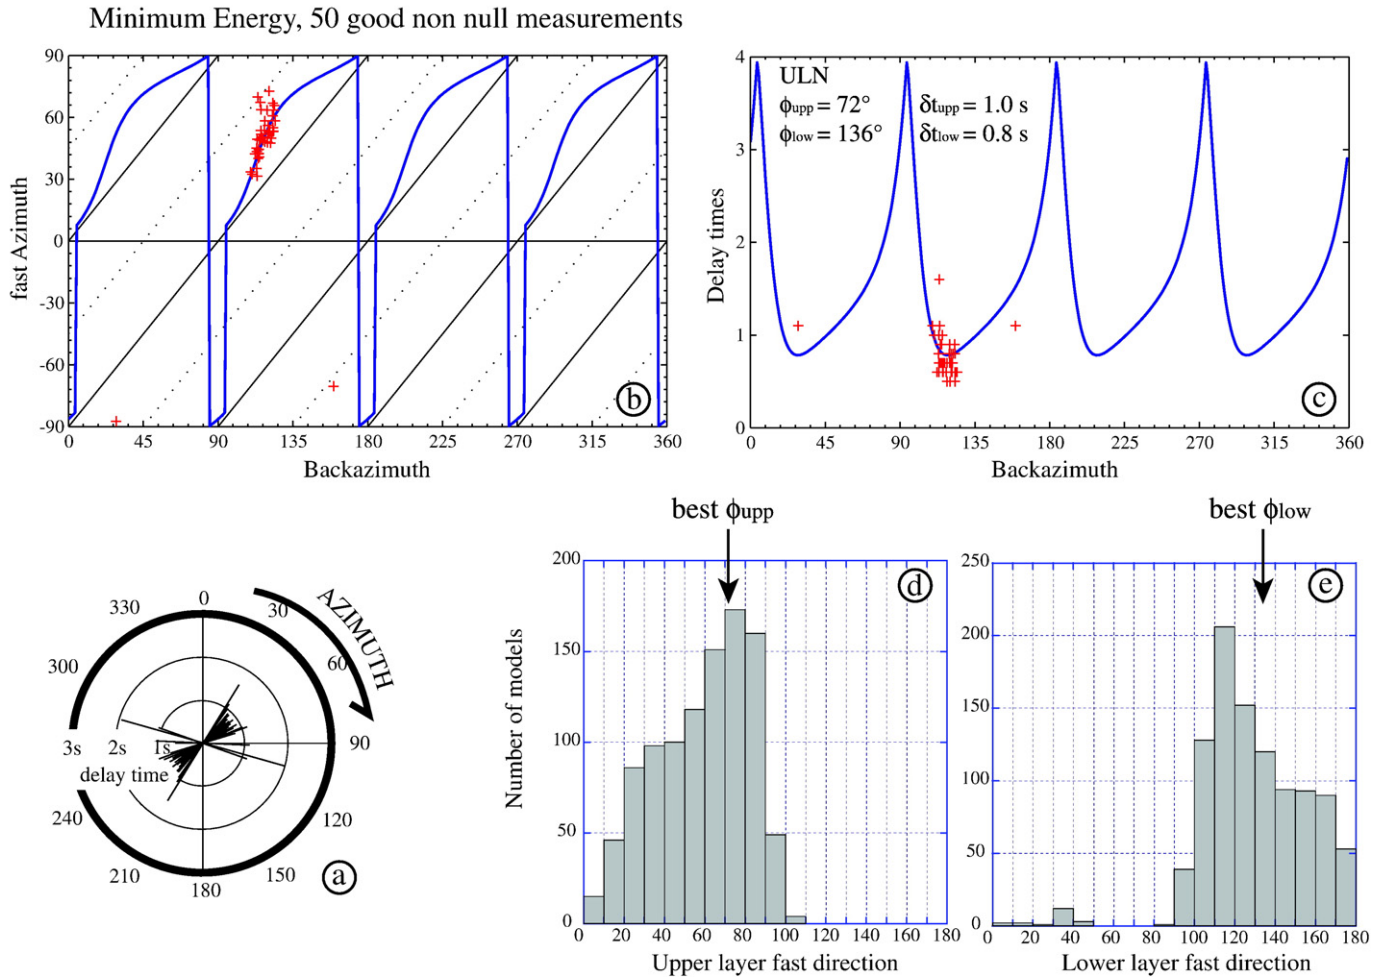 Minimum Energy, 50 good non null measurements
90
60
30
0
-30
-60
-90
fast Azimuth
0 45 90 135 180 225 270 315 360
Backazimuth
b
4
3
2
1
0
Delay times
ULN
ϕupp = 72° δtupp = 1.0 s
ϕlow = 136° δtlow = 0.8 s
0 45 90 135 180 225 270 315 360
Backazimuth
c
0
30
60
90
120
150
180
210
240
300
330
AZIMUTH
3s 2s 1s
delay time
a
best ϕupp
200
150
100
50
0
Number of models
0 20 40 60 80 100 120 140 160 180
Upper layer fast direction
d
best ϕlow
250
200
150
100
50
0
0 20 40 60 80 100 120 140 160 180
Lower layer fast direction
e